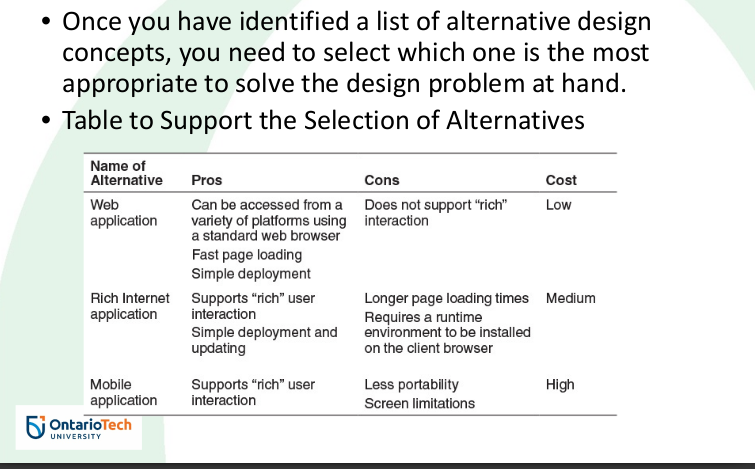 • Once you have identified a list of alternative design
concepts, you need to select which one is the most
appropriate to solve the design problem at hand.
• Table to Support the Selection of Alternatives
Name of
Alternative Pros Cons Cost
Web Can be accessed from a Does not support “rich” Low
application variety of platforms using interaction
a standard web browser
Fast page loading
Simple deployment
Rich Internet Supports “rich” user Longer page loading times Medium
application interaction Requires a runtime
Simple deployment and environment to be installed
updating on the client browser
Mobile Supports “rich” user Less portability High
application interaction Screen limitations
OntarioTech
UNIVERSITY